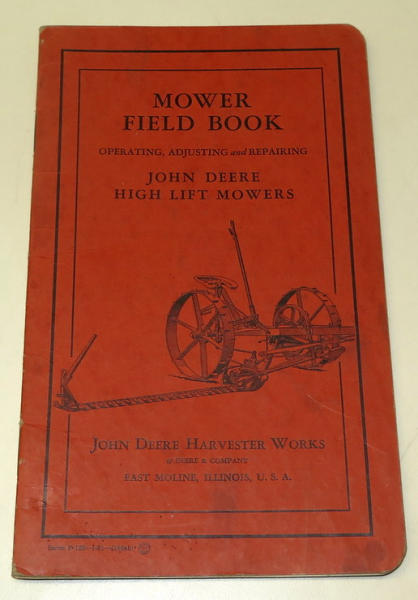 MOWER
FIELD BOOK
OPERATING, ADJUSTING and REPAIRING
JOHN DEERE
HIGH LIFT MOWERS
JOHN DEERE HARVESTER WORKS
of DEERE & COMPANY
EAST MOLINE, ILLINOIS, U. S. A.